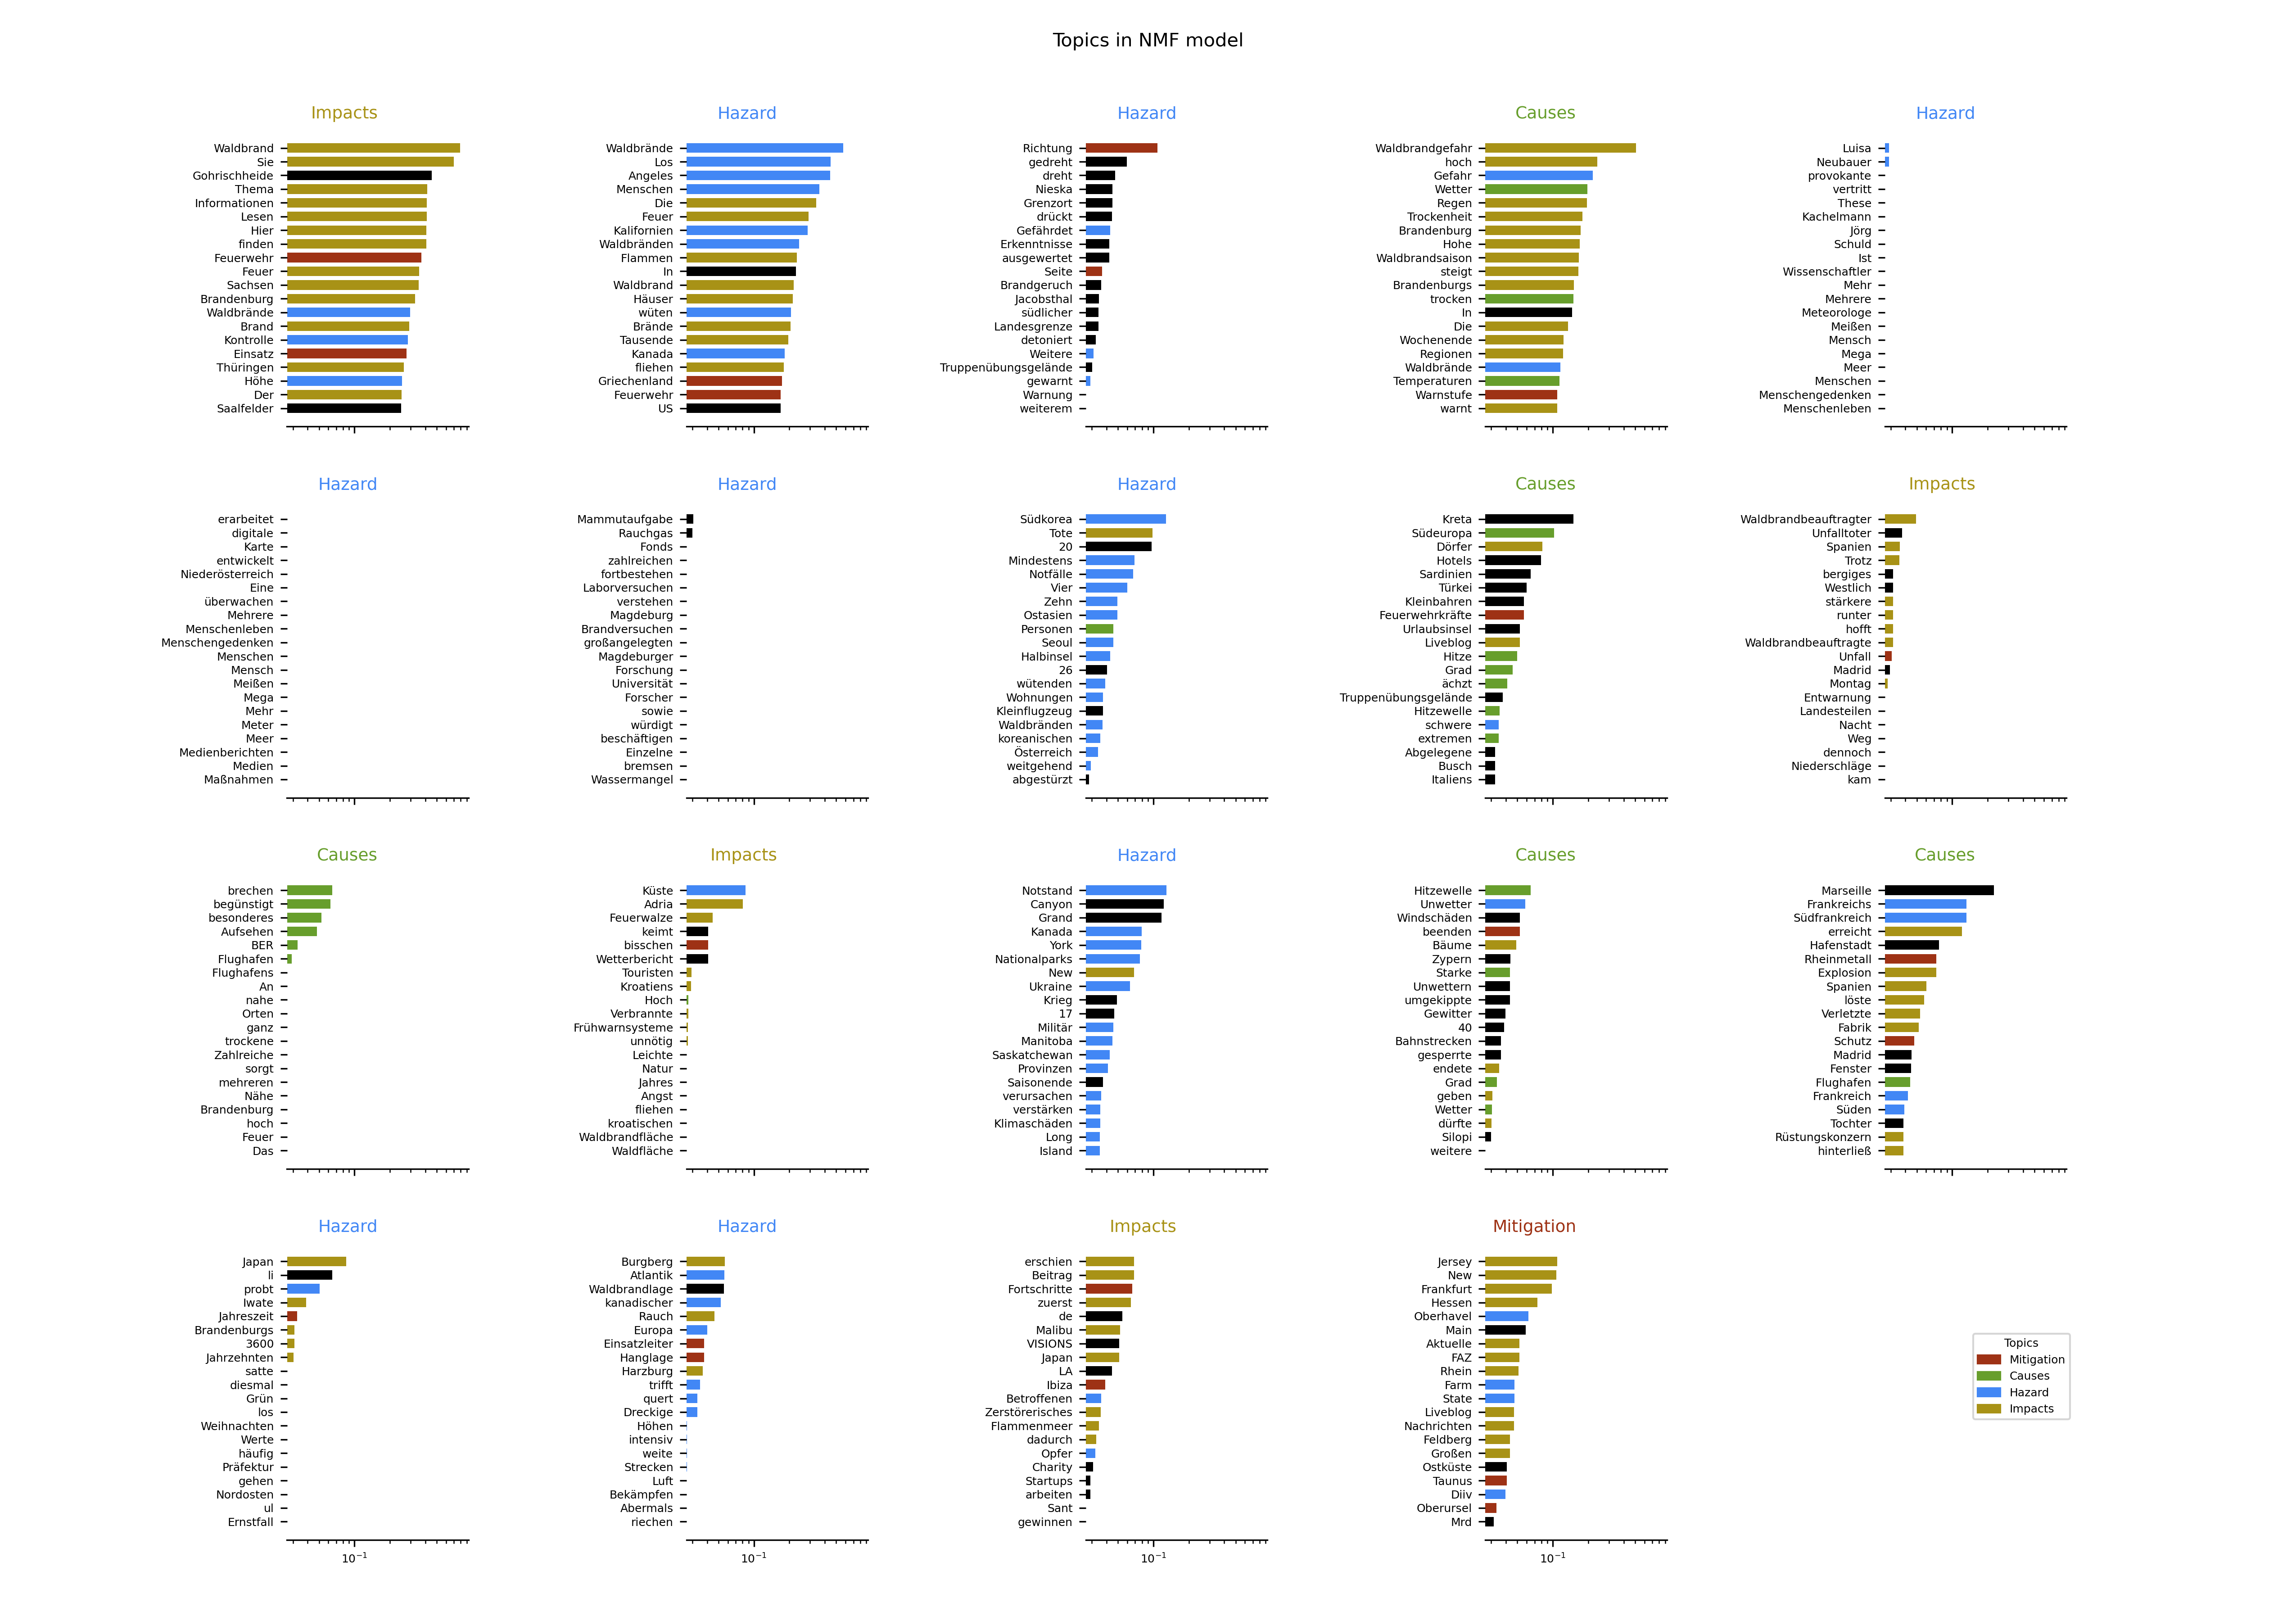 Topics in NMF model
Impacts
Waldbrand
Sie
Gohrischheide
Thema
Informationen
Lesen
Hier
finden
Feuerwehr
Feuer
Sachsen
Brandenburg
Waldbrände
Brand
Kontrolle
Einsatz
Thüringen
Höhe
Der
Saalfelder
Hazard
Waldbrände
Los
Angeles
Menschen
Die
Feuer
Kalifornien
Waldbränden
Flammen
In
Waldbrand
Häuser
wüten
Brände
Tausende
Kanada
fliehen
Griechenland
Feuerwehr
US
Hazard
Richtung
gedreht
dreht
Nieska
Grenzort
drückt
Gefährdet
Erkenntnisse
ausgewertet
Seite
Brandgeruch
Jacobsthal
südlicher
Landesgrenze
detoniert
Weitere
Truppenübungsgelände
gewarnt
Warnung
weiterem
Causes
Waldbrandgefahr
hoch
Gefahr
Wetter
Regen
Trockenheit
Brandenburg
Hohe
Waldbrandsaison
steigt
Brandenburgs
trocken
In
Die
Wochenende
Regionen
Waldbrände
Temperaturen
Warnstufe
warnt
Hazard
Luisa
Neubauer
provokante
vertritt
These
Kachelmann
Jörg
Schuld
Ist
Wissenschaftler
Mehr
Mehrere
Meteorologe
Meißen
Mensch
Mega
Meer
Menschen
Menschengedenken
Menschenleben
Hazard
erarbeitet
digitale
Karte
entwickelt
Niederösterreich
Eine
überwachen
Mehrere
Menschenleben
Menschengedenken
Menschen
Mensch
Meißen
Mega
Mehr
Meter
Meer
Medienberichten
Medien
Maßnahmen
Hazard
Mammutaufgabe
Rauchgas
Fonds
zahlreichen
fortbestehen
Laborversuchen
verstehen
Magdeburg
Brandversuchen
großangelegten
Magdeburger
Forschung
Universität
Forscher
sowie
würdigt
beschäftigen
Einzelne
bremsen
Wassermangel
Hazard
Südkorea
Tote
20
Mindestens
Notfälle
Vier
Zehn
Ostasien
Personen
Seoul
Halbinsel
26
wütenden
Wohnungen
Kleinflugzeug
Waldbränden
koreanischen
Österreich
weitgehend
abgestürzt
Causes
Kreta
Südeuropa
Dörfer
Hotels
Sardinien
Türkei
Kleinbahren
Feuerwehrkräfte
Urlaubsinsel
Liveblog
Hitze
Grad
ächzt
Truppenübungsgelände
Hitzewelle
schwere
extremen
Abgelegene
Busch
Italiens
Impacts
Waldbrandbeauftragter
Unfalltoter
Spanien
Trotz
bergiges
Westlich
stärkere
runter
hofft
Waldbrandbeauftragte
Unfall
Madrid
Montag
Entwarnung
Landesteilen
Nacht
Weg
dennoch
Niederschläge
kam
Causes
brechen
begünstigt
besonderes
Aufsehen
BER
Flughafen
Flughafens
An
nahe
Orten
ganz
trockene
Zahlreiche
sorgt
mehreren
Nähe
Brandenburg
hoch
Feuer
Das
Impacts
Küste
Adria
Feuerwalze
keimt
bisschen
Wetterbericht
Touristen
Kroatiens
Hoch
Verbrannte
Frühwarnsysteme
unnötig
Leichte
Natur
Jahres
Angst
fliehen
kroatischen
Waldbrandfläche
Waldfläche
Hazard
Notstand
Canyon
Grand
Kanada
York
Nationalparks
New
Ukraine
Krieg
17
Militär
Manitoba
Saskatchewan
Provinzen
Saisonende
verursachen
verstärken
Klimaschäden
Long
Island
Causes
Hitzewelle
Unwetter
Windschäden
beenden
Bäume
Zypern
Starke
Unwettern
umgekippte
Gewitter
40
Bahnstrecken
gesperrte
endete
Grad
geben
Wetter
dürfte
Silopi
weitere
Causes
Marseille
Frankreichs
Südfrankreich
erreicht
Hafenstadt
Rheinmetall
Explosion
Spanien
löste
Verletzte
Fabrik
Schutz
Madrid
Fenster
Flughafen
Frankreich
Süden
Tochter
Rüstungskonzern
hinterließ
Hazard
Japan
li
probt
Iwate
Jahreszeit
Brandenburgs
3600
Jahrzehnten
satte
diesmal
Grün
los
Weihnachten
Werte
häufig
Präfektur
gehen
Nordosten
ul
Ernstfall
10⁻¹
Hazard
Burgberg
Atlantik
Waldbrandlage
kanadischer
Rauch
Europa
Einsatzleiter
Hanglage
Harzburg
trifft
quert
Dreckige
Höhen
intensiv
weite
Strecken
Luft
Bekämpfen
Abermals
riechen
10⁻¹
Impacts
erschien
Beitrag
Fortschritte
zuerst
de
Malibu
VISIONS
Japan
LA
Ibiza
Betroffenen
Zerstörerisches
Flammenmeer
dadurch
Opfer
Charity
Startups
arbeiten
Sant
gewinnen
10⁻¹
Mitigation
Jersey
New
Frankfurt
Hessen
Oberhavel
Main
Aktuelle
FAZ
Rhein
Farm
State
Liveblog
Nachrichten
Feldberg
Großen
Ostküste
Taunus
Diiv
Oberursel
Mrd
10⁻¹
Topics
Mitigation
Causes
Hazard
Impacts